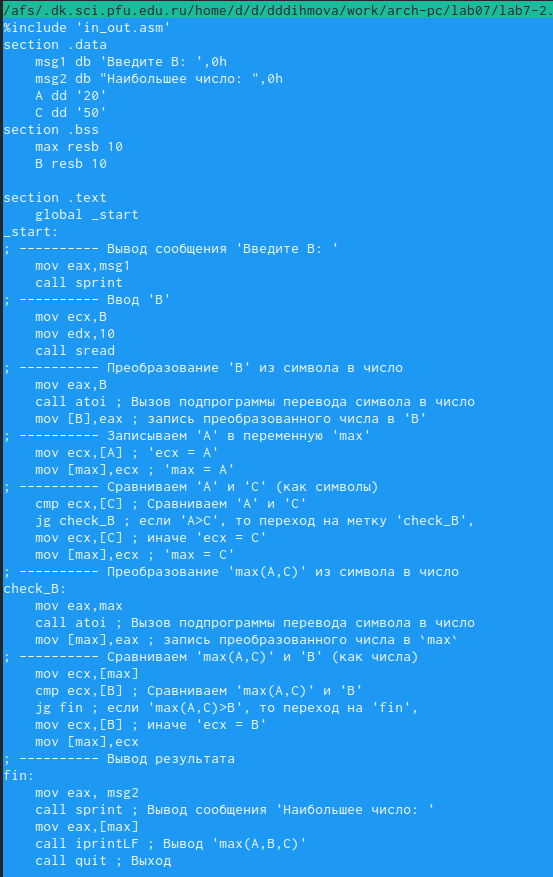 /afs/.dk.sci.pfu.edu.ru/home/d/d/dddihmova/work/arch-pc/lab07/lab7-2.
%include 'in_out.asm'
section .data
    msg1 db 'Введите B: ',0h
    msg2 db "Наибольшее число: ",0h
    A dd '20'
    C dd '50'
section .bss
    max resb 10
    B resb 10

section .text
    global _start
_start:
; ---------- Вывод сообщения 'Введите B: '
    mov eax,msg1
    call sprint
; ---------- Ввод 'B'
    mov ecx,B
    mov edx,10
    call sread
; ---------- Преобразование 'B' из символа в число
    mov eax,B
    call atoi ; Вызов подпрограммы перевода символа в число
    mov [B],eax ; запись преобразованного числа в 'B'
; ---------- Записываем 'A' в переменную 'max'
    mov ecx,[A] ; 'ecx = A'
    mov [max],ecx ; 'max = A'
; ---------- Сравниваем 'A' и 'С' (как символы)
    cmp ecx,[C] ; Сравниваем 'A' и 'С'
    jg check_B ; если 'A>C', то переход на метку 'check_B',
    mov ecx,[C] ; иначе 'ecx = C'
    mov [max],ecx ; 'max = C'
; ---------- Преобразование 'max(A,C)' из символа в число
check_B:
    mov eax,max
    call atoi ; Вызов подпрограммы перевода символа в число
    mov [max],eax ; запись преобразованного числа в `max`
; ---------- Сравниваем 'max(A,C)' и 'B' (как числа)
    mov ecx,[max]
    cmp ecx,[B] ; Сравниваем 'max(A,C)' и 'B'
    jg fin ; если 'max(A,C)>B', то переход на 'fin',
    mov ecx,[B] ; иначе 'ecx = B'
    mov [max],ecx
; ---------- Вывод результата
fin:
    mov eax, msg2
    call sprint ; Вывод сообщения 'Наибольшее число: '
    mov eax,[max]
    call iprintLF ; Вывод 'max(A,B,C)'
    call quit ; Выход